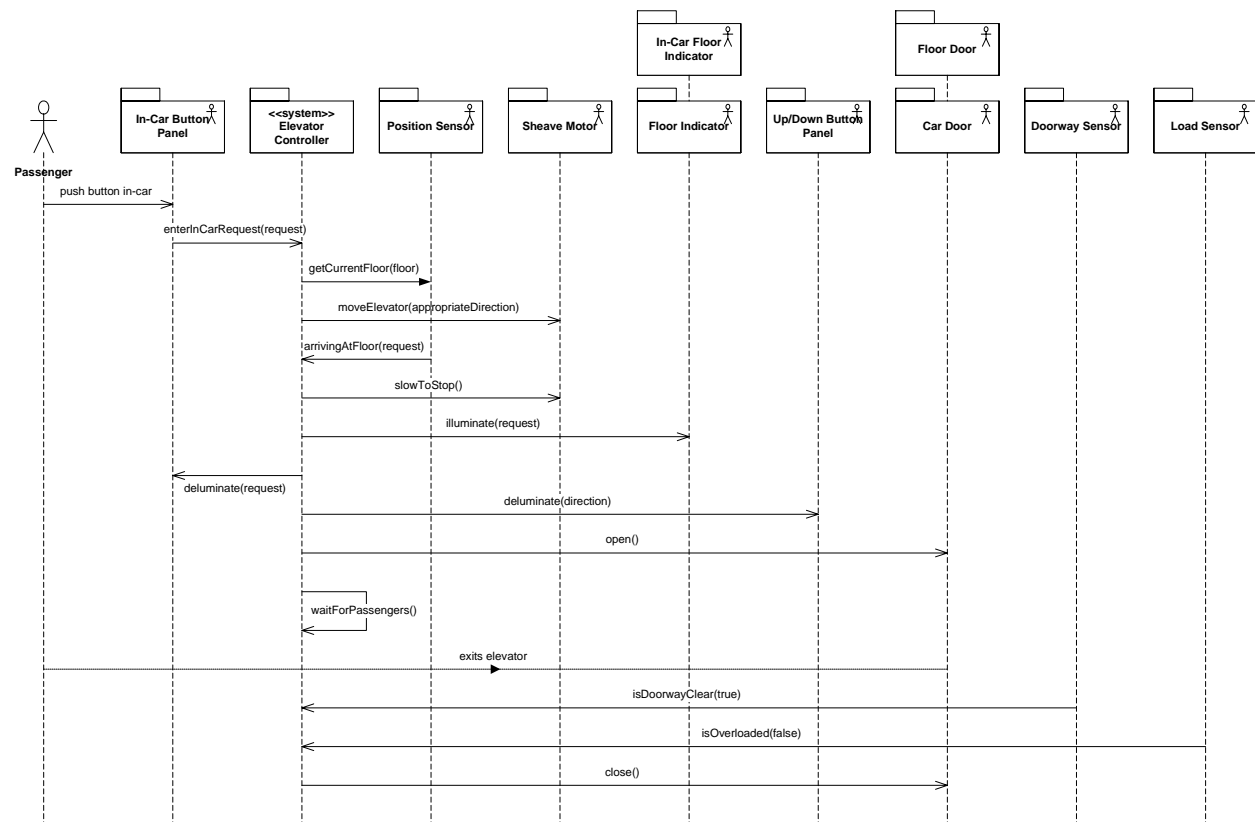 In-Car Floor
Indicator
Floor Door
In-Car Button
Panel
<<system>>
Elevator
Controller
Position Sensor
Sheave Motor
Floor Indicator
Up/Down Button
Panel
Car Door
Doorway Sensor
Load Sensor
Passenger
push button in-car
enterInCarRequest(request)
getCurrentFloor(floor)
moveElevator(appropriateDirection)
arrivingAtFloor(request)
slowToStop()
illuminate(request)
deluminate(request)
deluminate(direction)
open()
waitForPassengers()
exits elevator
isDoorwayClear(true)
isOverloaded(false)
close()